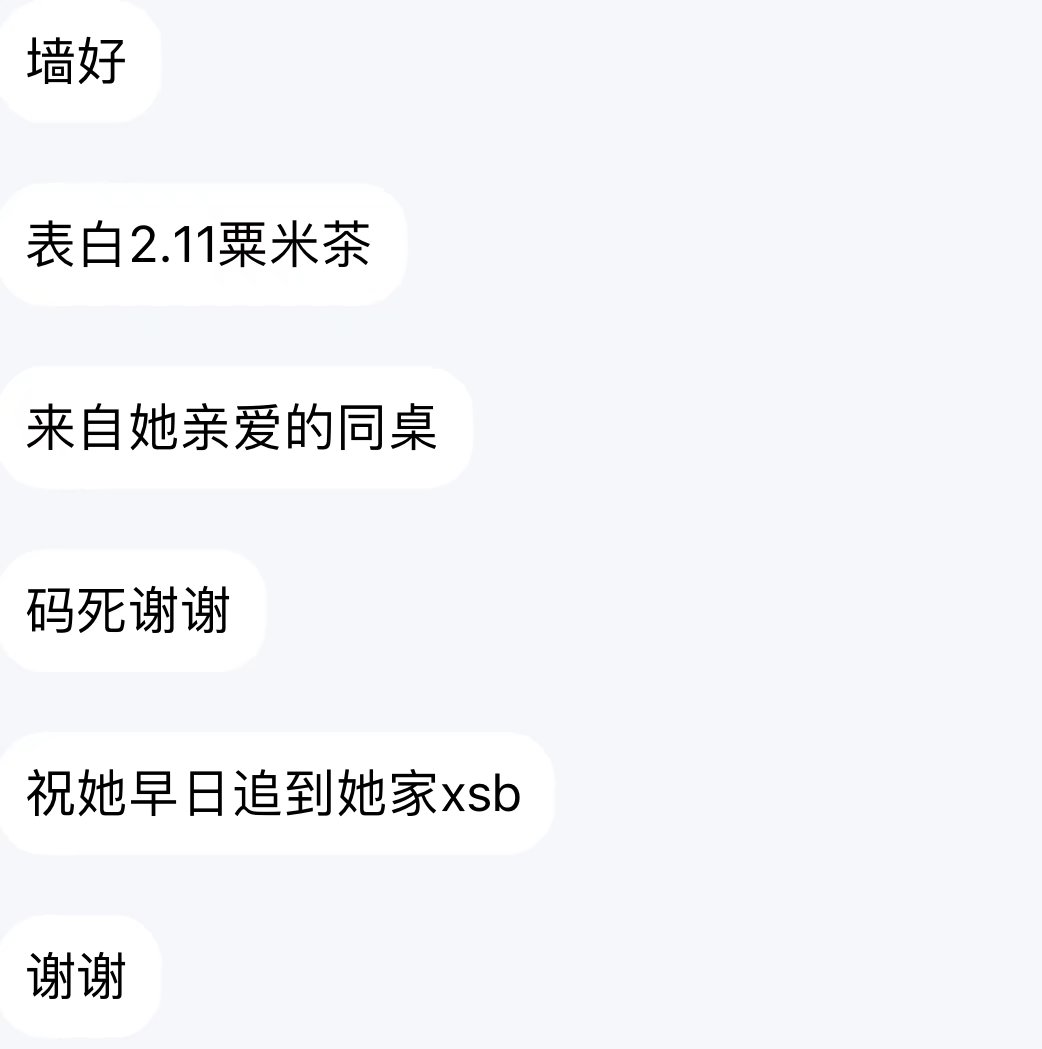 墙好
表白2.11粟米茶
来自她亲爱的同桌
码死谢谢
祝她早日追到她家xsb
谢谢